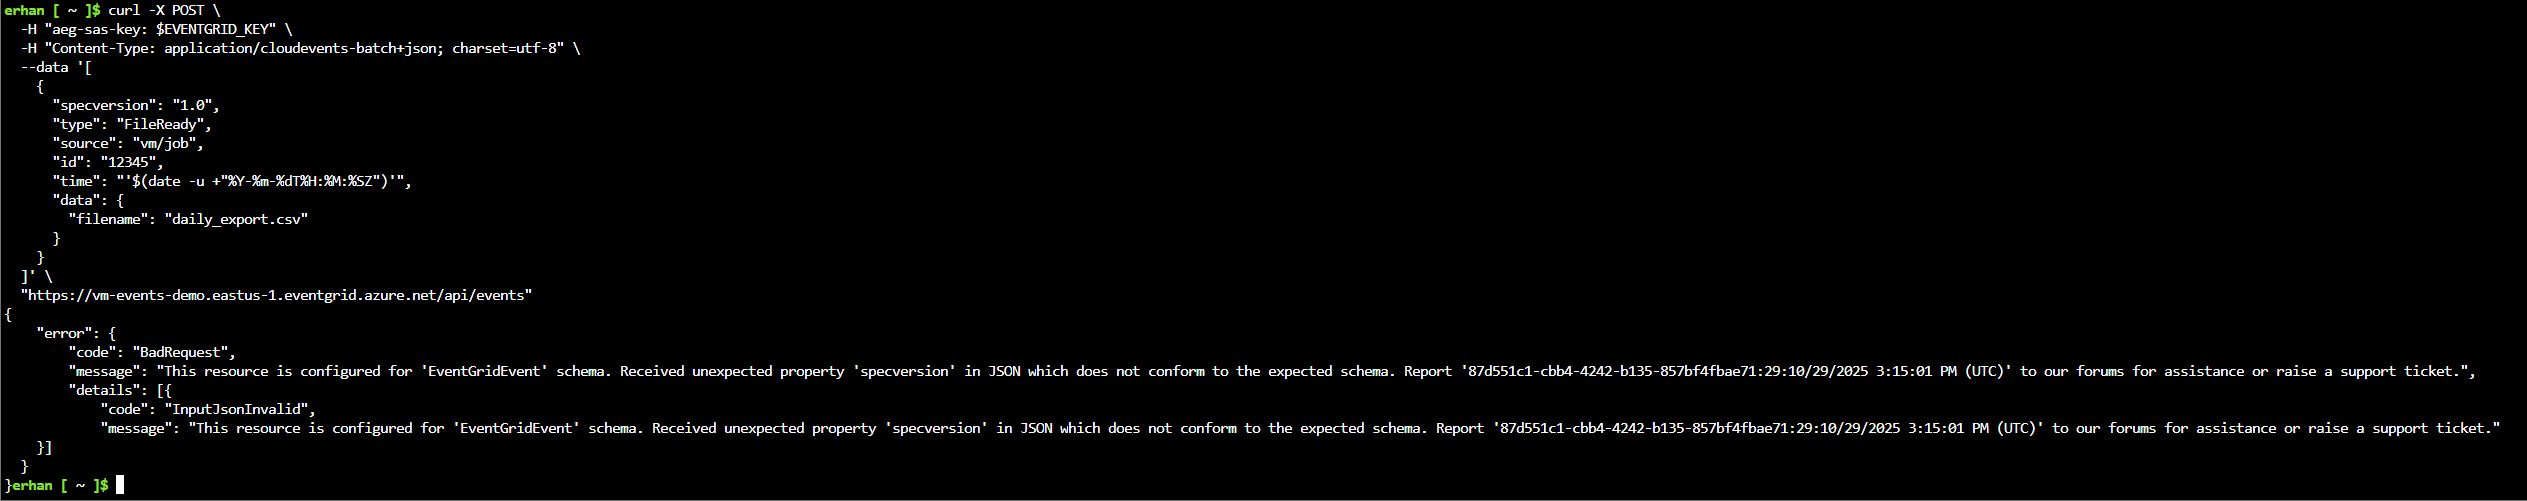 erhan [ ~ ]$ curl -X POST \
  -H "aeg-sas-key: $EVENTGRID_KEY" \
  -H "Content-Type: application/cloudevents-batch+json; charset=utf-8" \
  --data '[
    {
      "specversion": "1.0",
      "type": "FileReady",
      "source": "vm/job",
      "id": "12345",
      "time": "'$(date -u +"%Y-%m-%dT%H:%M:%SZ")'",
      "data": {
        "filename": "daily_export.csv"
      }
    }
  ]' \
  "https://vm-events-demo.eastus-1.eventgrid.azure.net/api/events"
{
    "error": {
        "code": "BadRequest",
        "message": "This resource is configured for 'EventGridEvent' schema. Received unexpected property 'specversion' in JSON which does not conform to the expected schema. Report '87d551c1-cbb4-4242-b135-857bf4fbae71:29:10/29/2025 3:15:01 PM (UTC)' to our forums for assistance or raise a support ticket.",
        "details": [{
            "code": "InputJsonInvalid",
            "message": "This resource is configured for 'EventGridEvent' schema. Received unexpected property 'specversion' in JSON which does not conform to the expected schema. Report '87d551c1-cbb4-4242-b135-857bf4fbae71:29:10/29/2025 3:15:01 PM (UTC)' to our forums for assistance or raise a support ticket."
    }]
  }
}erhan [ ~ ]$